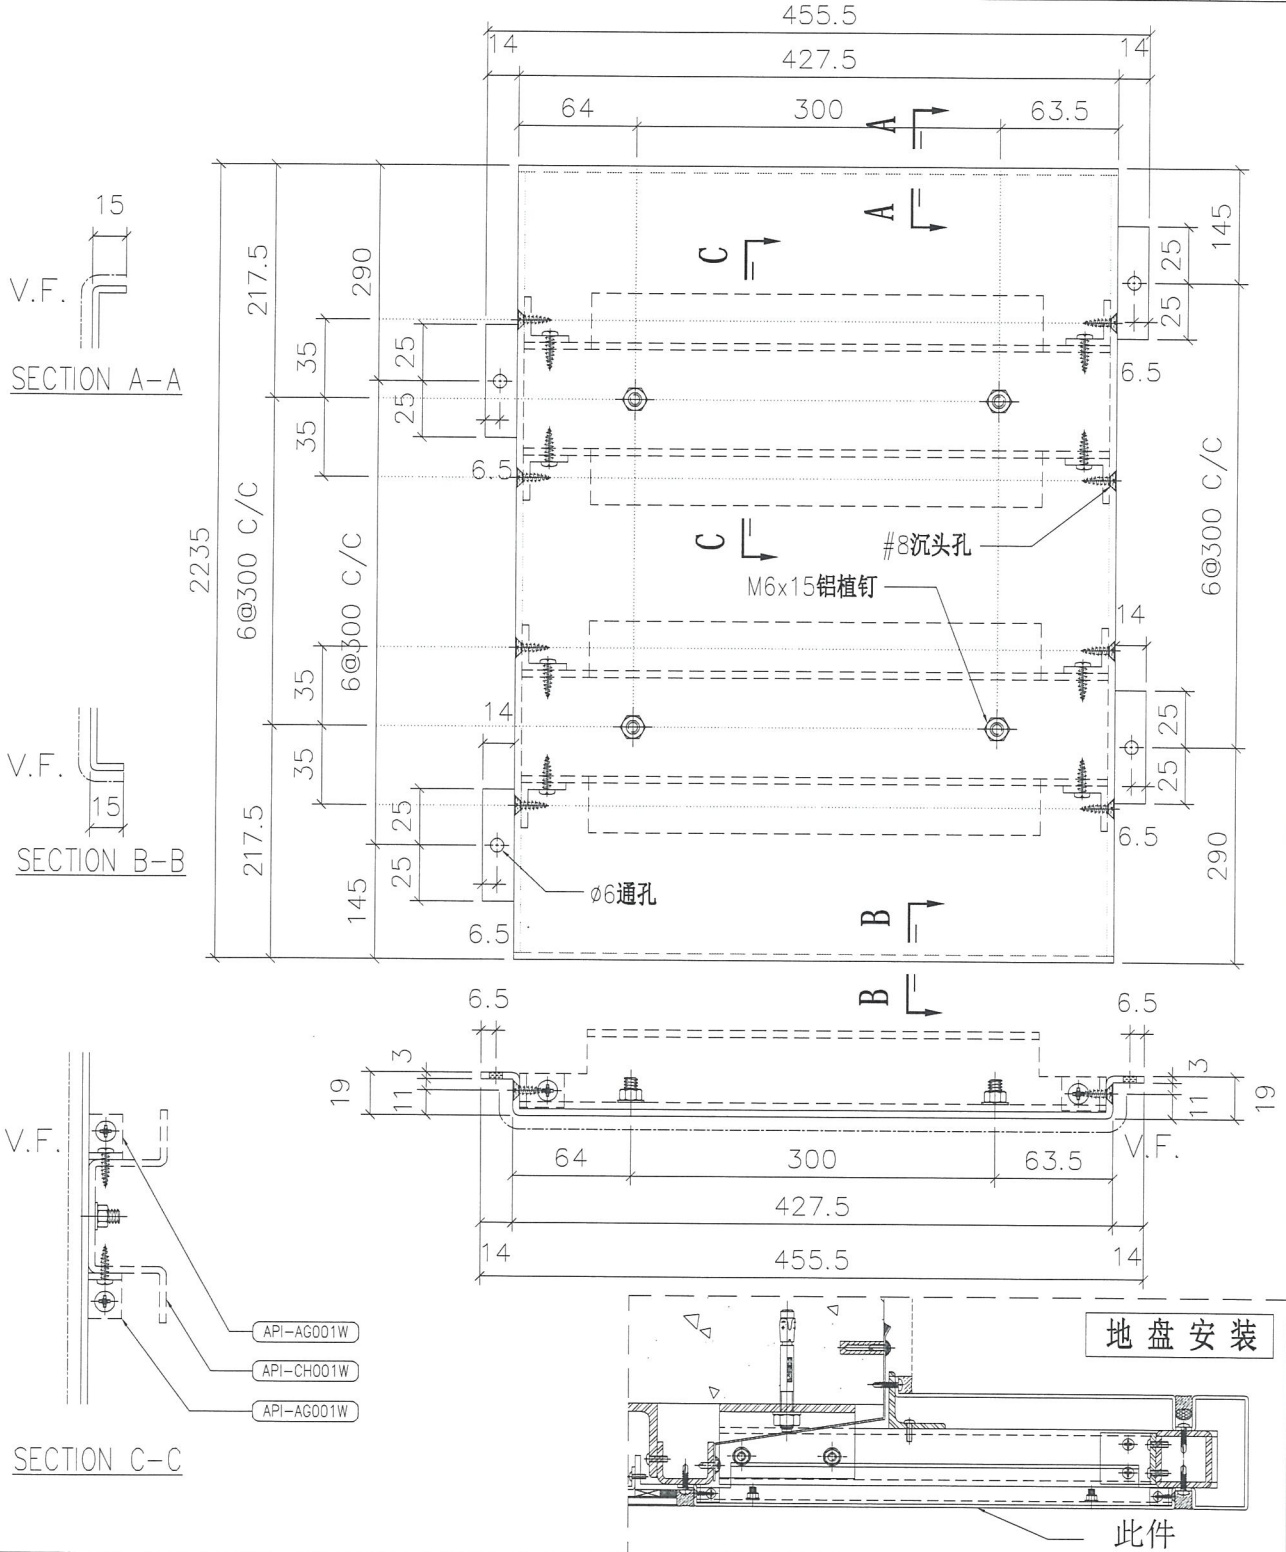 455.5
14
14
427.5
64
300
63.5
A
A
C
15
V.F.
SECTION A-A
217.5
290
35
25
25
35
6.5
145
25
25
6.5
2235
6@300 C/C
6@300 C/C
C
#8沉头孔
M6x15铝植钉
6@300 C/C
14
35
14
35
25
25
V.F.
15
SECTION B-B
217.5
145
25
25
6.5
ø6通孔
6.5
290
B
B
6.5
6.5
19
3
11
3
11
19
V.F.
V.F.
64
300
63.5
427.5
14
455.5
14
API-AG001W
API-CH001W
API-AG001W
SECTION C-C
地盘安装
此件